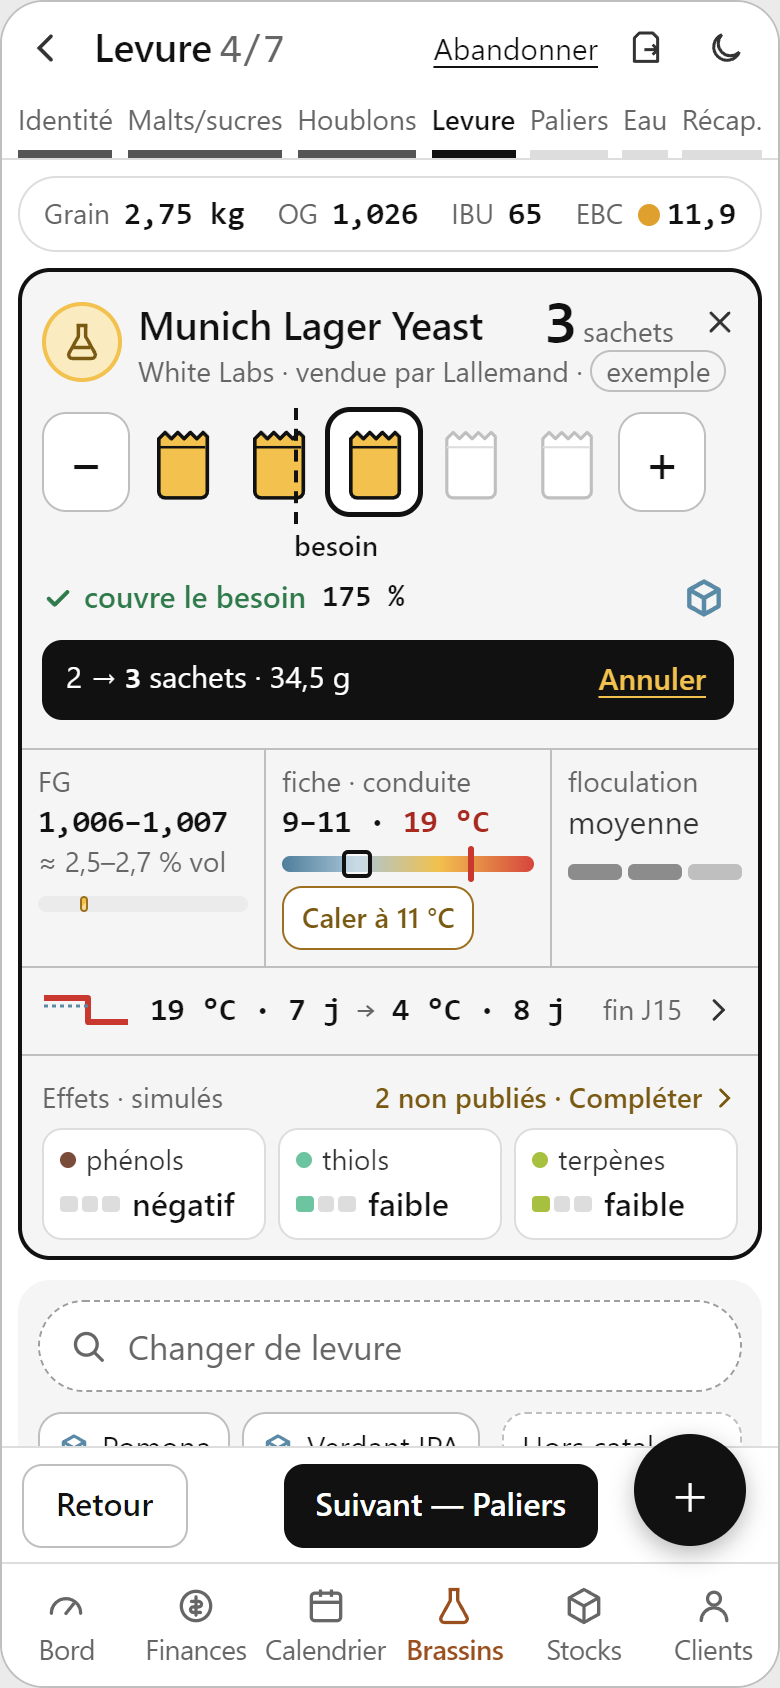 Levure 4/7 Abandonner
Identité Malts/sucres Houblons Levure Paliers Eau Récap.
Grain 2,75 kg OG 1,026 IBU 65 EBC 11,9
Munich Lager Yeast 3 sachets
White Labs · vendue par Lallemand · exemple
− +
besoin
couvre le besoin 175 %
2 → 3 sachets · 34,5 g Annuler
FG fiche · conduite floculation
1,006–1,007 9–11 · 19 °C moyenne
≈ 2,5–2,7 % vol
Caler à 11 °C
19 °C · 7 j → 4 °C · 8 j fin J15
Effets · simulés 2 non publiés · Compléter
phénols thiols terpènes
négatif faible faible
Changer de levure
Pomona Verdant IPA Hors catal
Retour Suivant — Paliers +
Bord Finances Calendrier Brassins Stocks Clients